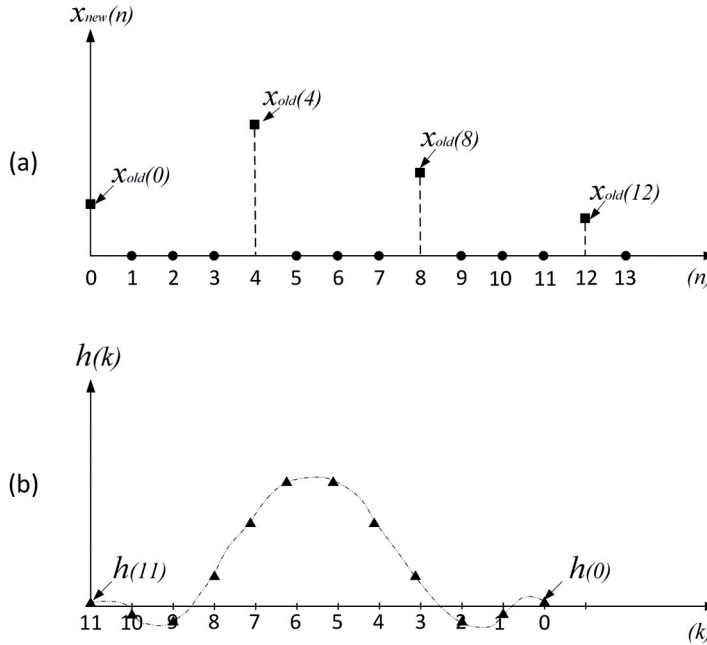 x_new(n)
x_old(4)
x_old(8)
(a)
x_old(0)
x_old(12)
0 1 2 3 4 5 6 7 8 9 10 11 12 13 (n)
h(k)
(b)
h(11)
h(0)
11 10 9 8 7 6 5 4 3 2 1 0 (k)